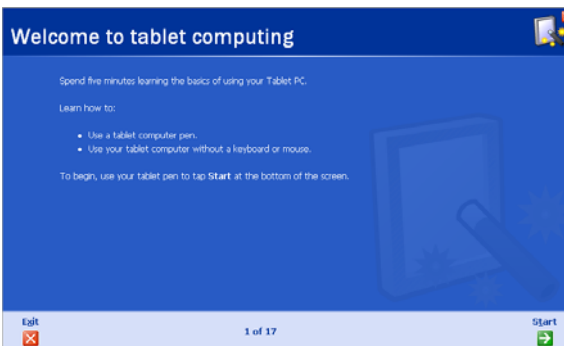 Welcome to tablet computing
Spend five minutes learning the basics of using your Tablet PC.
Learn how to:
• Use a tablet computer pen.
• Use your tablet computer without a keyboard or mouse.
To begin, use your tablet pen to tap Start at the bottom of the screen.
Exit
1 of 17
Start